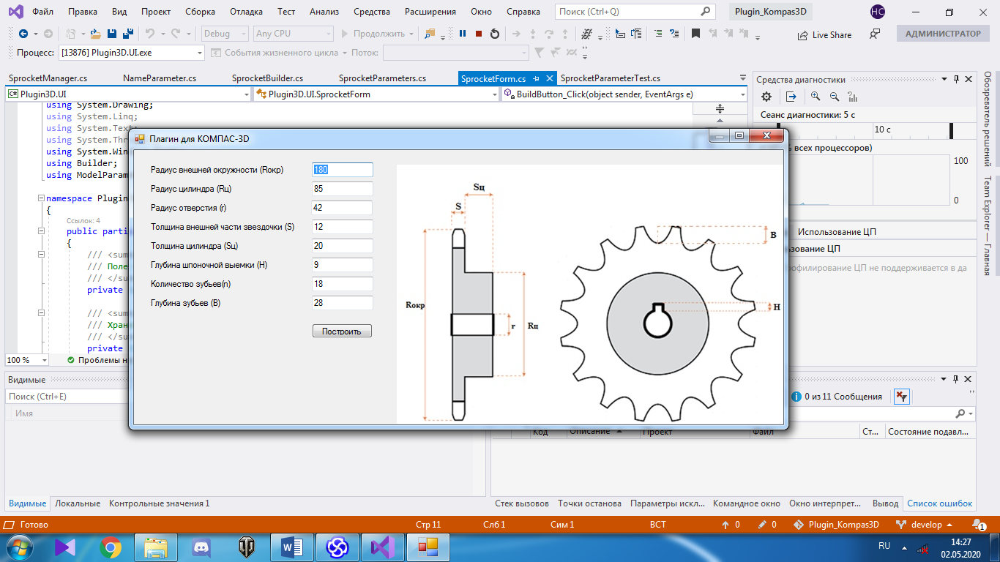 Файл Правка Вид Проект Сборка Отладка Тест Анализ Средства Расширения Окно Справка Поиск (Ctrl+Q) Plugin_Kompas3D НС
Debug Any CPU Продолжить Live Share АДМИНИСТРАТОР
Процесс: [13876] Plugin3D.UI.exe События жизненного цикла Поток:
SprocketManager.cs NameParameter.cs SprocketBuilder.cs SprocketParameters.cs SprocketForm.cs SprocketParameterTest.cs
C# Plugin3D.UI Plugin3D.UI.SprocketForm BuildButton_Click(object sender, EventArgs e)
using System.Drawing;
using System.Linq;
using System.Text
using System.Thr
using System.Win
using Builder;
using ModelParam
namespace Plugin
{
Ссылок: 4
public parti
{
/// <sum
/// Поле
/// </su
private
/// <sum
/// Хран
/// </su
private
100 % Проблемы н
Плагин для КОМПАС-3D
Радиус внешней окружности (Rокр) 180
Радиус цилиндра (Rц) 85
Радиус отверстия (r) 42
Толщина внешней части звездочки (S) 12
Толщина цилиндра (Sц) 20
Глубина шпоночной выемки (H) 9
Количество зубьев(n) 18
Глубина зубьев (B) 28
Построить
Sц
S
Rокр
r
Rц
B
H
Средства диагностики
Сеанс диагностики: 5 с
10 с
всех процессоров)
100
0
Использование ЦП
зование ЦП
рофилирование ЦП не поддерживается в да
Обозреватель решений
Team Explorer — Главная
Видимые
Поиск (Ctrl+E)
Имя
0 из 11 Сообщения
Код Описание Проект Файл Ст... Состояние подавл...
Видимые Локальные Контрольные значения 1
Стек вызовов Точки останова Параметры искл... Командное окно Окно интерпрет... Вывод Список ошибок
Готово Стр 11 Слб 1 Сим 1 ВСТ 0 0 Plugin_Kompas3D develop 1
RU 14:27
02.05.2020